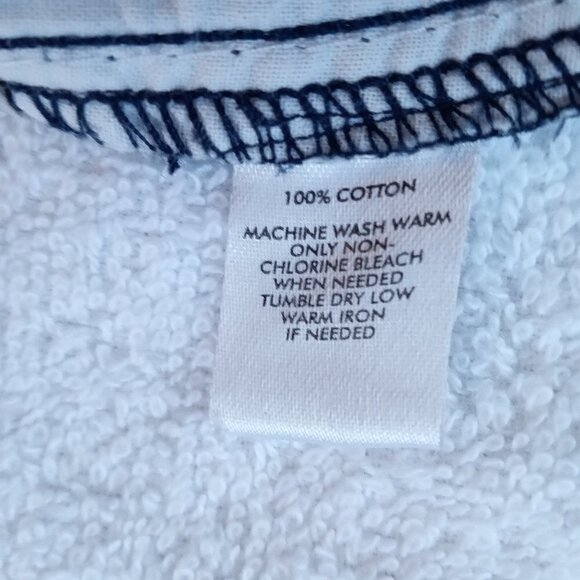 100% COTTON
MACHINE WASH WARM
ONLY NON-
CHLORINE BLEACH
WHEN NEEDED
TUMBLE DRY LOW
WARM IRON
IF NEEDED